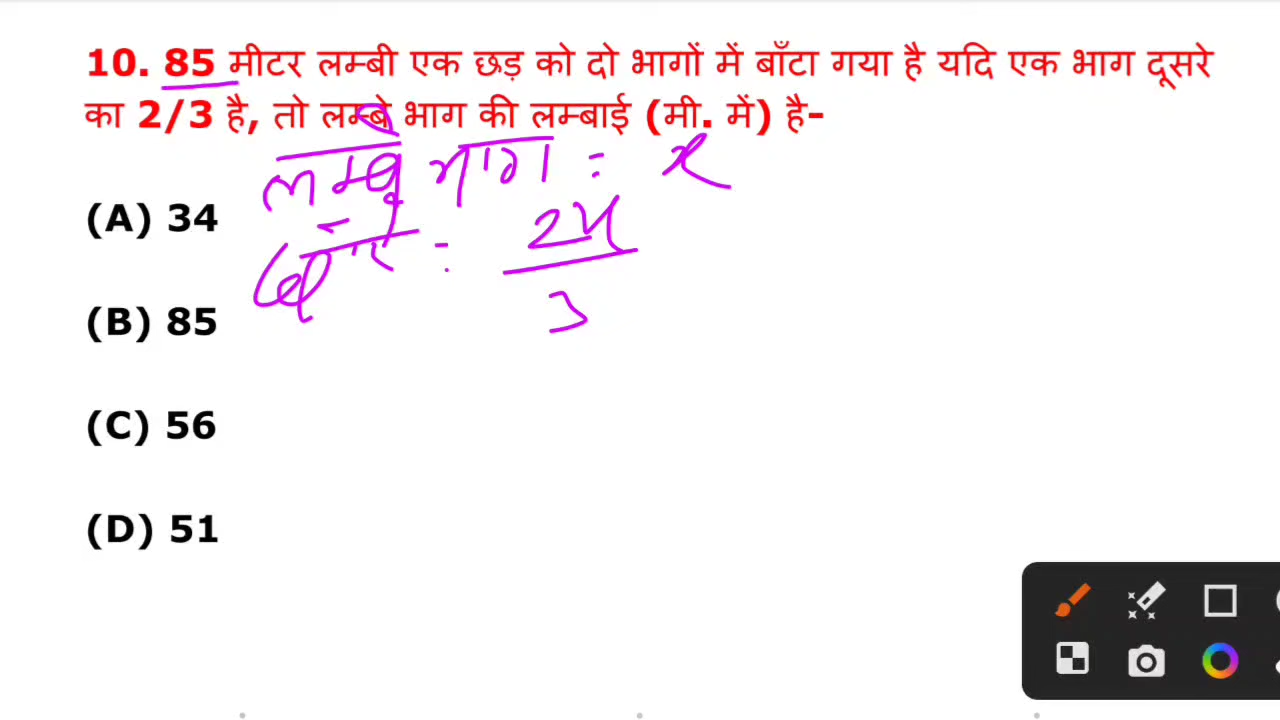 10. 85 मीटर लम्बी एक छड़ को दो भागों में बाँटा गया है यदि एक भाग दूसरे
का 2/3 है, तो लम्बे भाग की लम्बाई (मी. में) है-
लम्बे भाग = x
= 2x
3
(A) 34
(B) 85
(C) 56
(D) 51